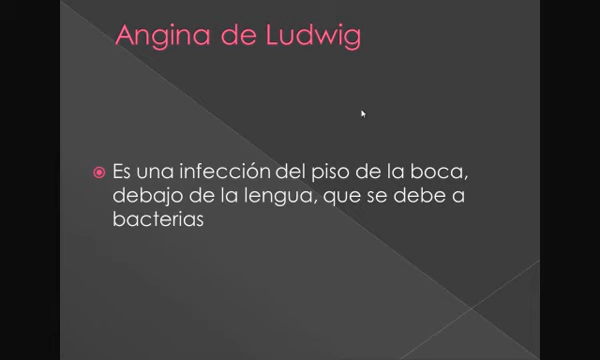 Angina de Ludwig
Es una infección del piso de la boca,
debajo de la lengua, que se debe a
bacterias